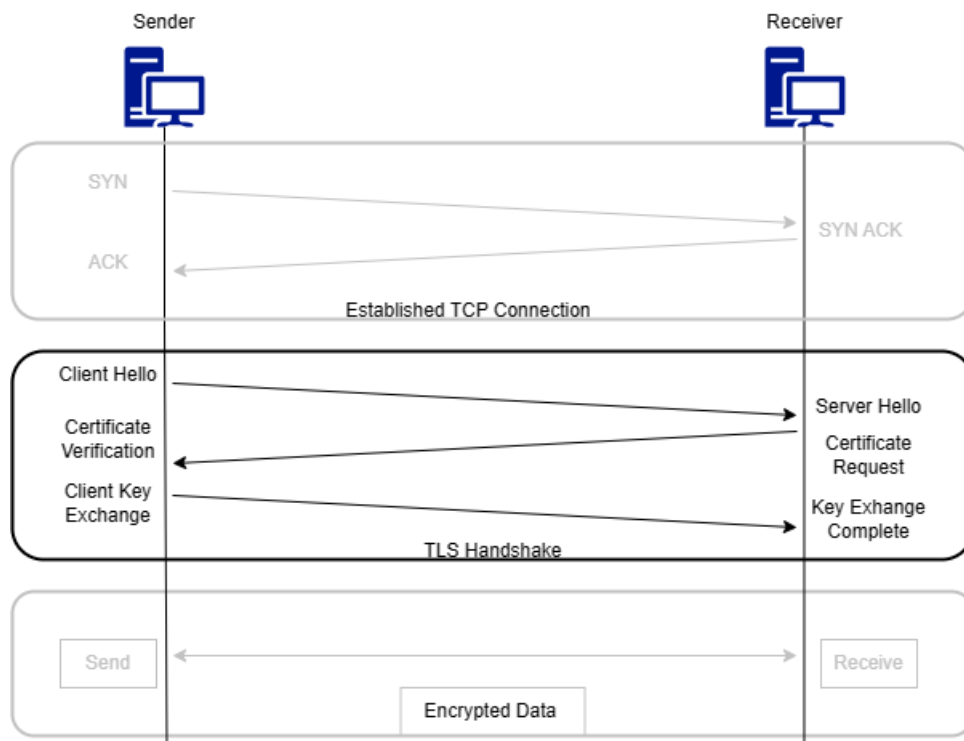 Sender
Receiver
SYN
SYN ACK
ACK
Established TCP Connection
Client Hello
Server Hello
Certificate
Verification
Certificate
Request
Client Key
Exchange
Key Exhange
Complete
TLS Handshake
Send
Receive
Encrypted Data